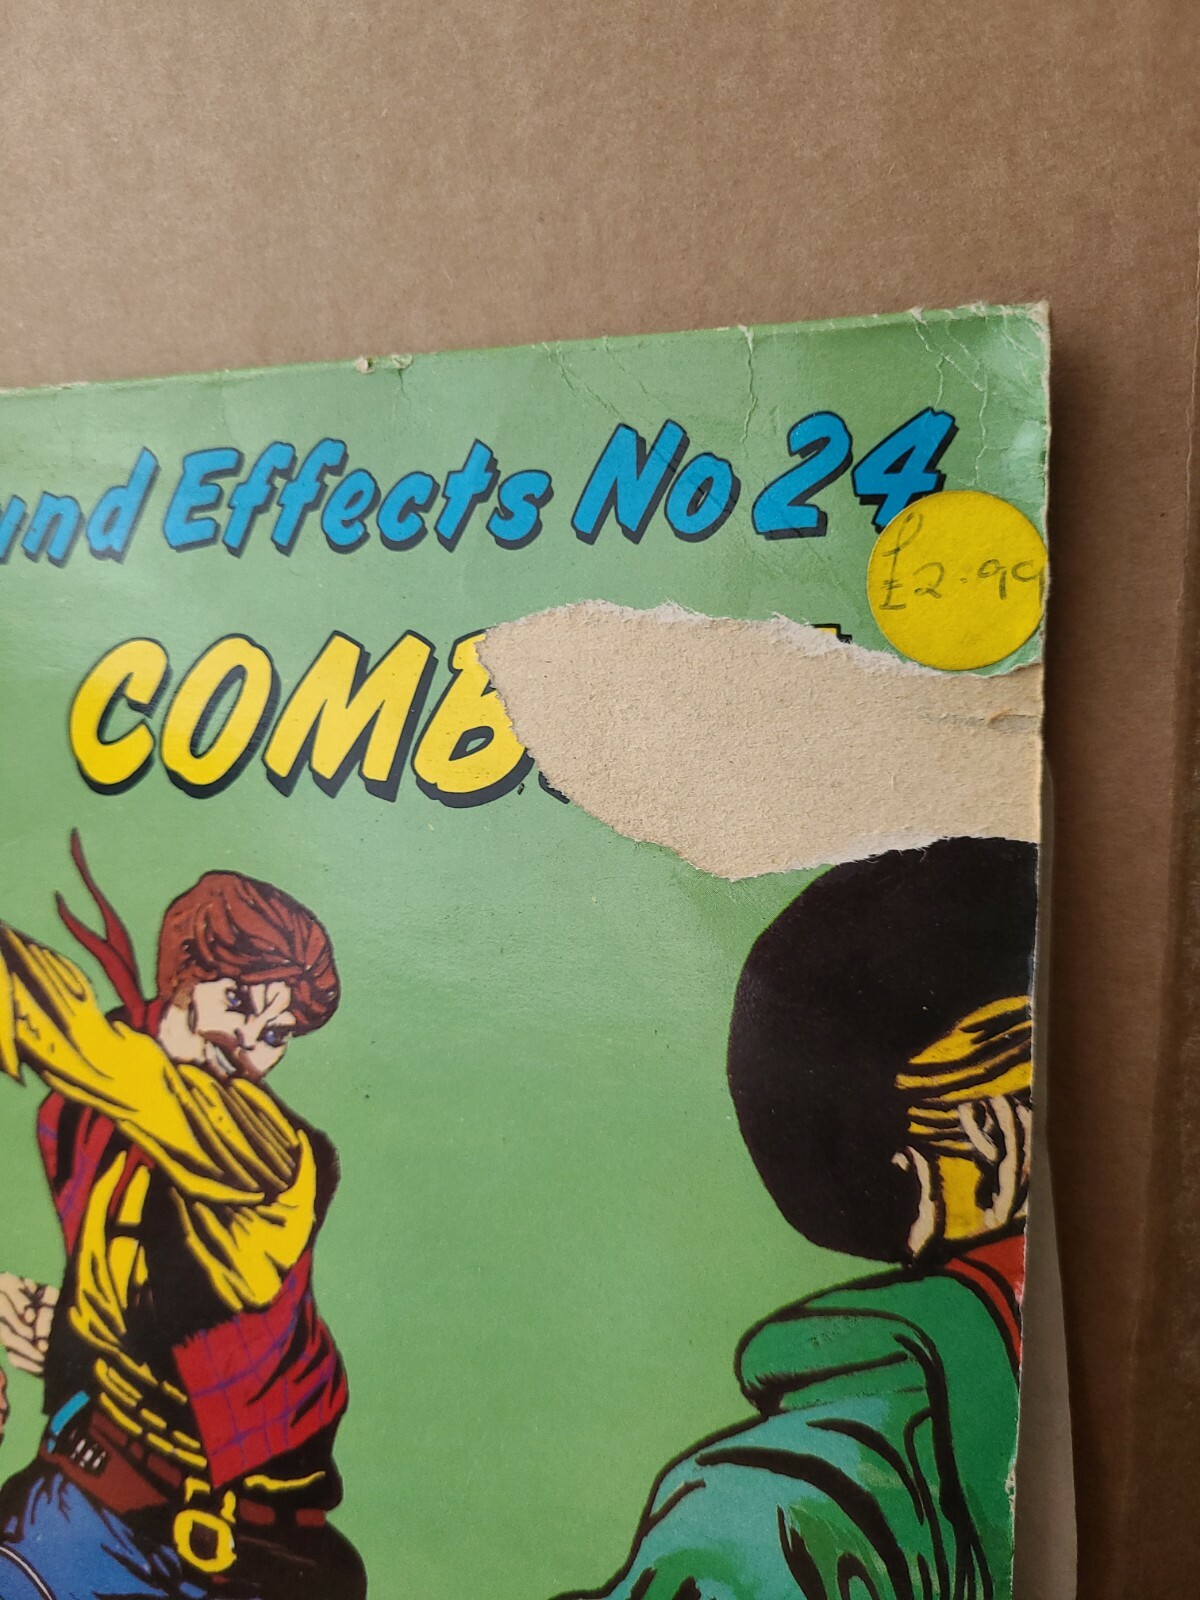 und Effects No 24
£2.99
COMB